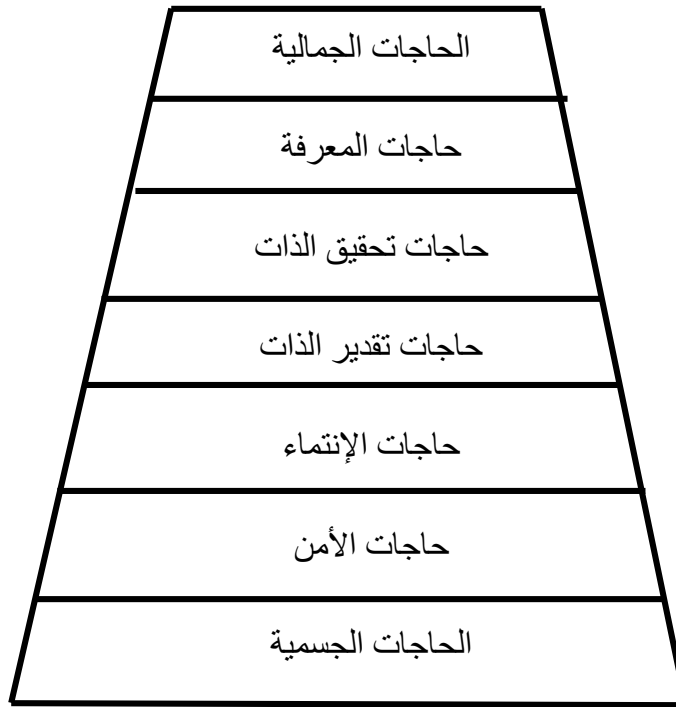 الحاجات الجمالية
حاجات المعرفة
حاجات تحقيق الذات
حاجات تقدير الذات
حاجات الإنتماء
حاجات الأمن
الحاجات الجسمية